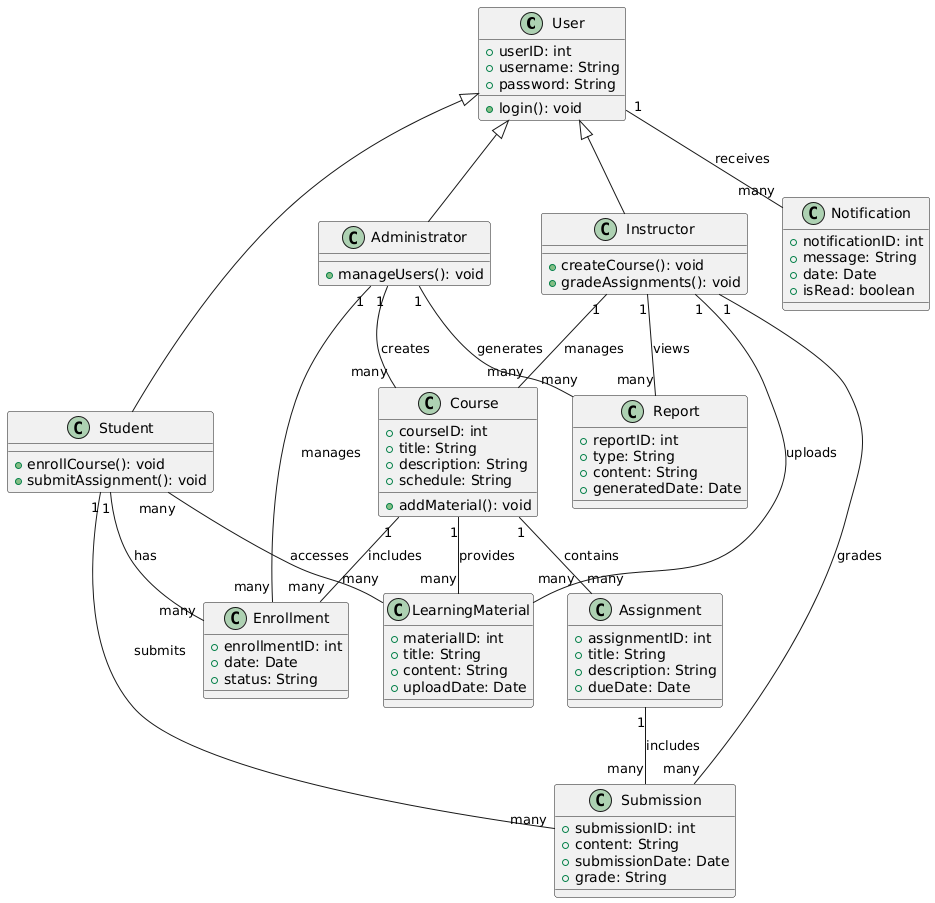 C User
+ userID: int
+ username: String
+ password: String
+ login(): void
1
receives
many
C Notification
+ notificationID: int
+ message: String
+ date: Date
+ isRead: boolean
C Administrator
+ manageUsers(): void
C Instructor
+ createCourse(): void
+ gradeAssignments(): void
1 1 1 1 1 1 1
creates generates manages views
many many many many
C Course
+ courseID: int
+ title: String
+ description: String
+ schedule: String
+ addMaterial(): void
C Report
+ reportID: int
+ type: String
+ content: String
+ generatedDate: Date
C Student
+ enrollCourse(): void
+ submitAssignment(): void
manages uploads
1 1 many 1 1 1
has accesses includes provides contains grades
many many many many many many
many
C Enrollment
+ enrollmentID: int
+ date: Date
+ status: String
C LearningMaterial
+ materialID: int
+ title: String
+ content: String
+ uploadDate: Date
C Assignment
+ assignmentID: int
+ title: String
+ description: String
+ dueDate: Date
submits
1
includes
many many
many
C Submission
+ submissionID: int
+ content: String
+ submissionDate: Date
+ grade: String